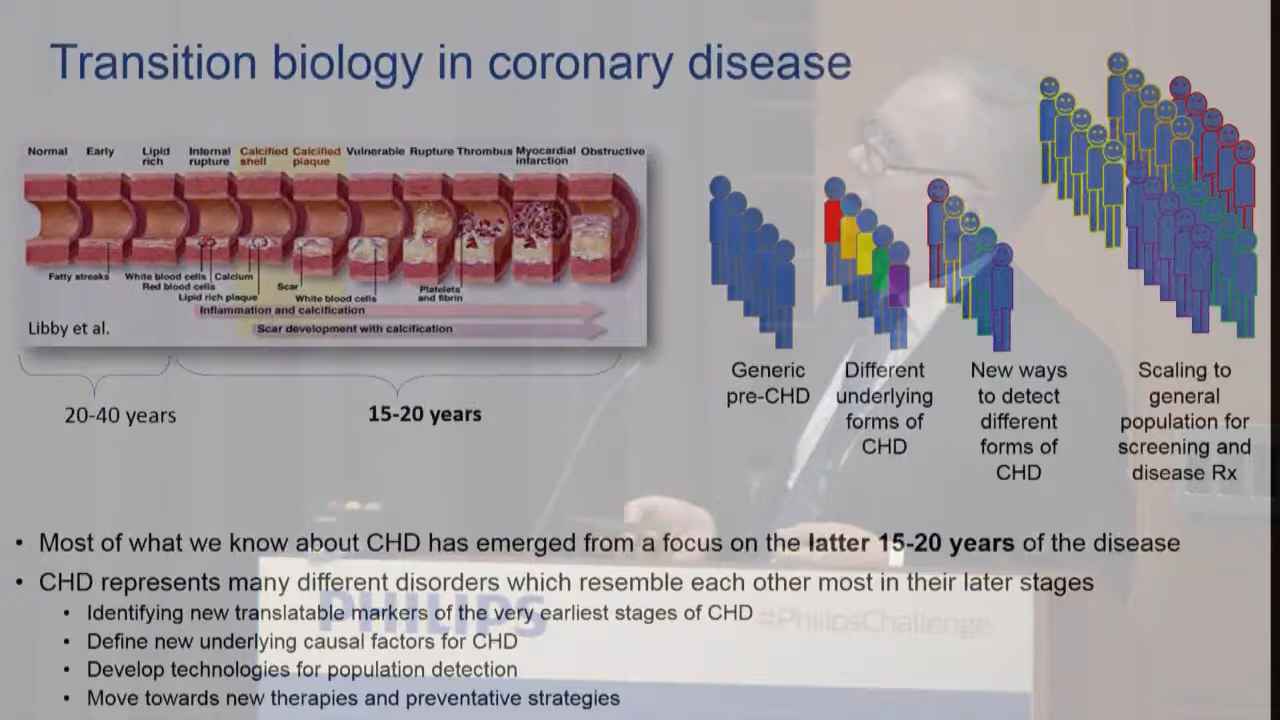 Transition biology in coronary disease
Normal Early Lipid rich Internal rupture Calcified shell Calcified plaque Vulnerable Rupture Thrombus Myocardial infarction Obstructive
Fatty streaks
White blood cells
Red blood cells
Lipid rich plaque
Calcium
Scar
White blood cells
Platelets and fibrin
Inflammation and calcification
Scar development with calcification
Libby et al.
20-40 years
15-20 years
Generic
pre-CHD
Different
underlying
forms of
CHD
New ways
to detect
different
forms of
CHD
Scaling to
general
population for
screening and
disease Rx
• Most of what we know about CHD has emerged from a focus on the latter 15-20 years of the disease
• CHD represents many different disorders which resemble each other most in their later stages
• Identifying new translatable markers of the very earliest stages of CHD
• Define new underlying causal factors for CHD
• Develop technologies for population detection
• Move towards new therapies and preventative strategies
PHILIPS
#PhilipsChallenge